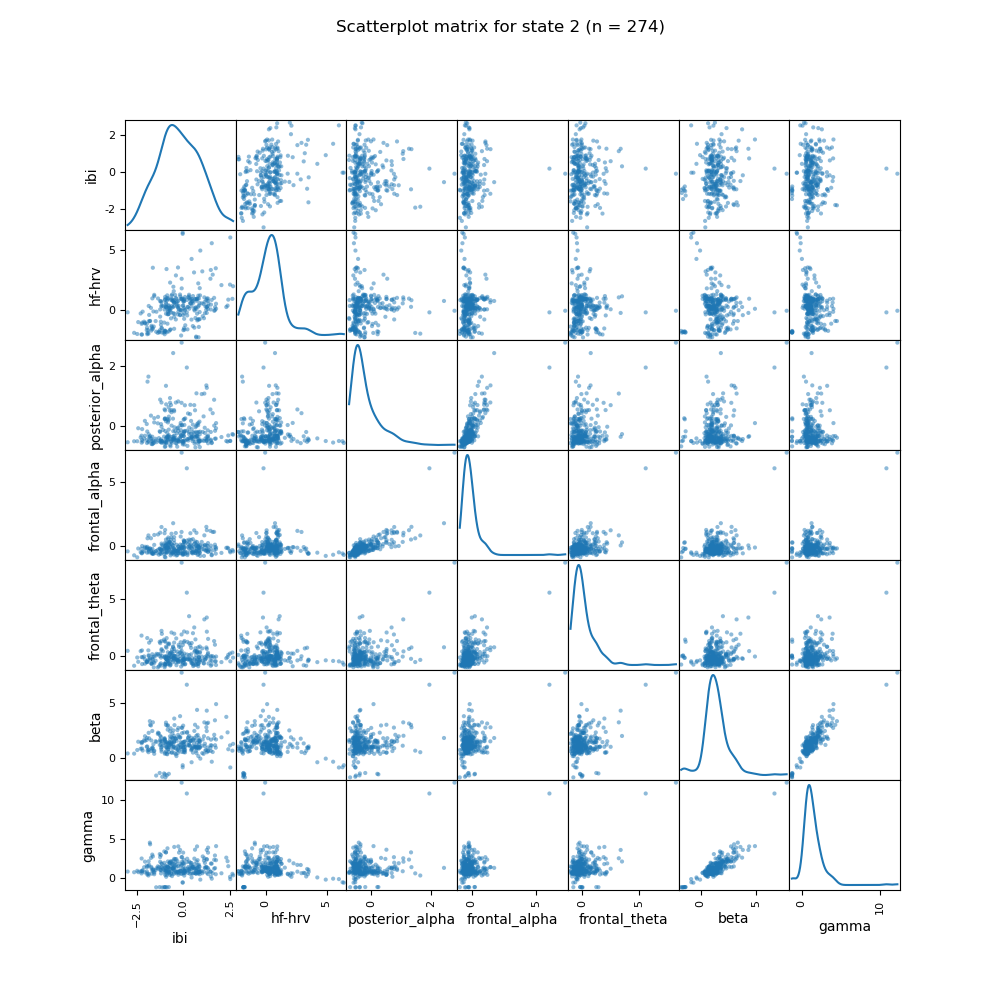 Scatterplot matrix for state 2 (n = 274)
ibi
2
0
-2
hf-hrv
5
0
posterior_alpha
2
0
frontal_alpha
5
0
frontal_theta
5
0
beta
5
0
gamma
10
5
0
−2.5 0.0 2.5 0 5 0 2 0 5 0 5 0 5 0 10
ibi hf-hrv posterior_alpha frontal_alpha frontal_theta beta gamma